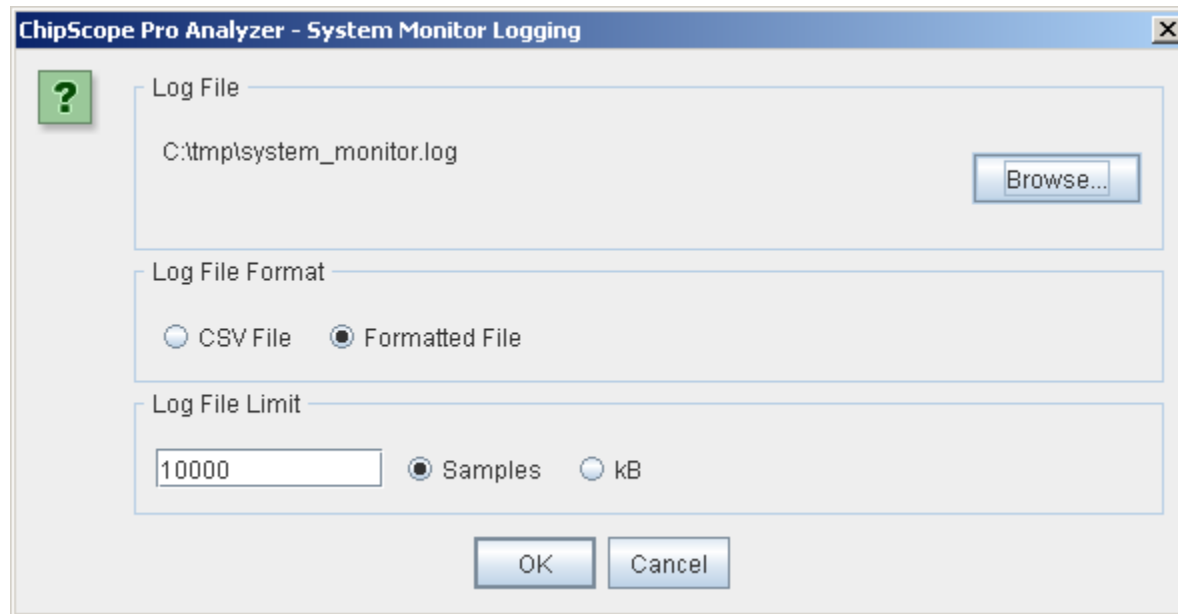 ChipScope Pro Analyzer - System Monitor Logging
?
Log File
C:\tmp\system_monitor.log
Browse...
Log File Format
CSV File Formatted File
Log File Limit
10000 Samples kB
OK Cancel